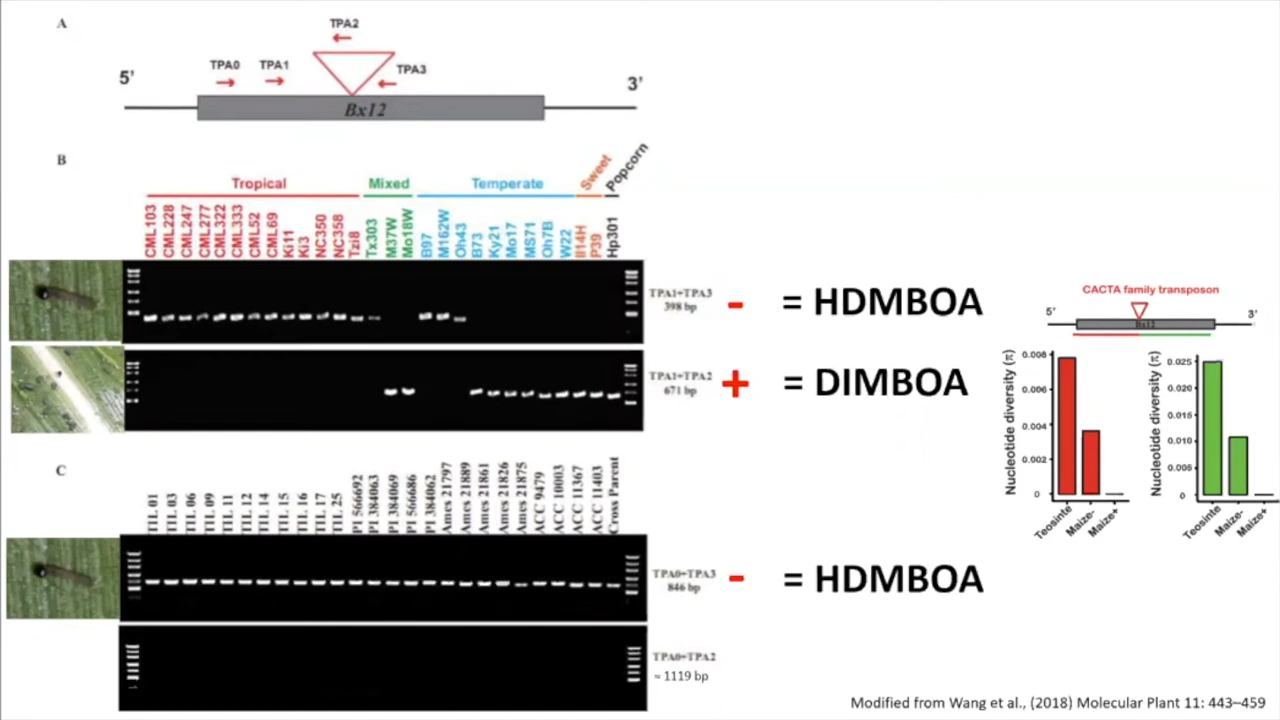 A
TPA2
TPA0
TPA1
TPA3
5'
3'
Bx12
B
Tropical
Mixed
Temperate
Sweet
Popcorn
CML103
CML228
CML247
CML277
CML322
CML333
CML52
CML69
Ki11
Ki3
NC350
NC358
Tzi8
Tx303
M37W
Mo18W
B97
M162W
Oh43
B73
Ky21
Mo17
MS71
Oh7B
W22
Il14H
P39
Hp301
TPA1+TPA3
398 bp
- = HDMBOA
TPA1+TPA2
671 bp
+ = DIMBOA
C
TIL 01
TIL 03
TIL 06
TIL 09
TIL 11
TIL 12
TIL 14
TIL 15
TIL 16
TIL 17
TIL 25
PI 566692
PI 384063
PI 384069
PI 566686
PI 384062
Ames 21797
Ames 21889
Ames 21861
Ames 21826
Ames 21875
ACC 9479
ACC 10003
ACC 11367
ACC 11403
Cross Parent
TPA0+TPA3
846 bp
- = HDMBOA
TPA0+TPA2
≈ 1119 bp
CACTA family transposon
5'
3'
Bx12
Nucleotide diversity (π)
0.008
0.006
0.004
0.002
0
Teosinte
Maize-
Maize+
Nucleotide diversity (π)
0.025
0.020
0.015
0.010
0.005
0
Teosinte
Maize-
Maize+
Modified from Wang et al., (2018) Molecular Plant 11: 443–459